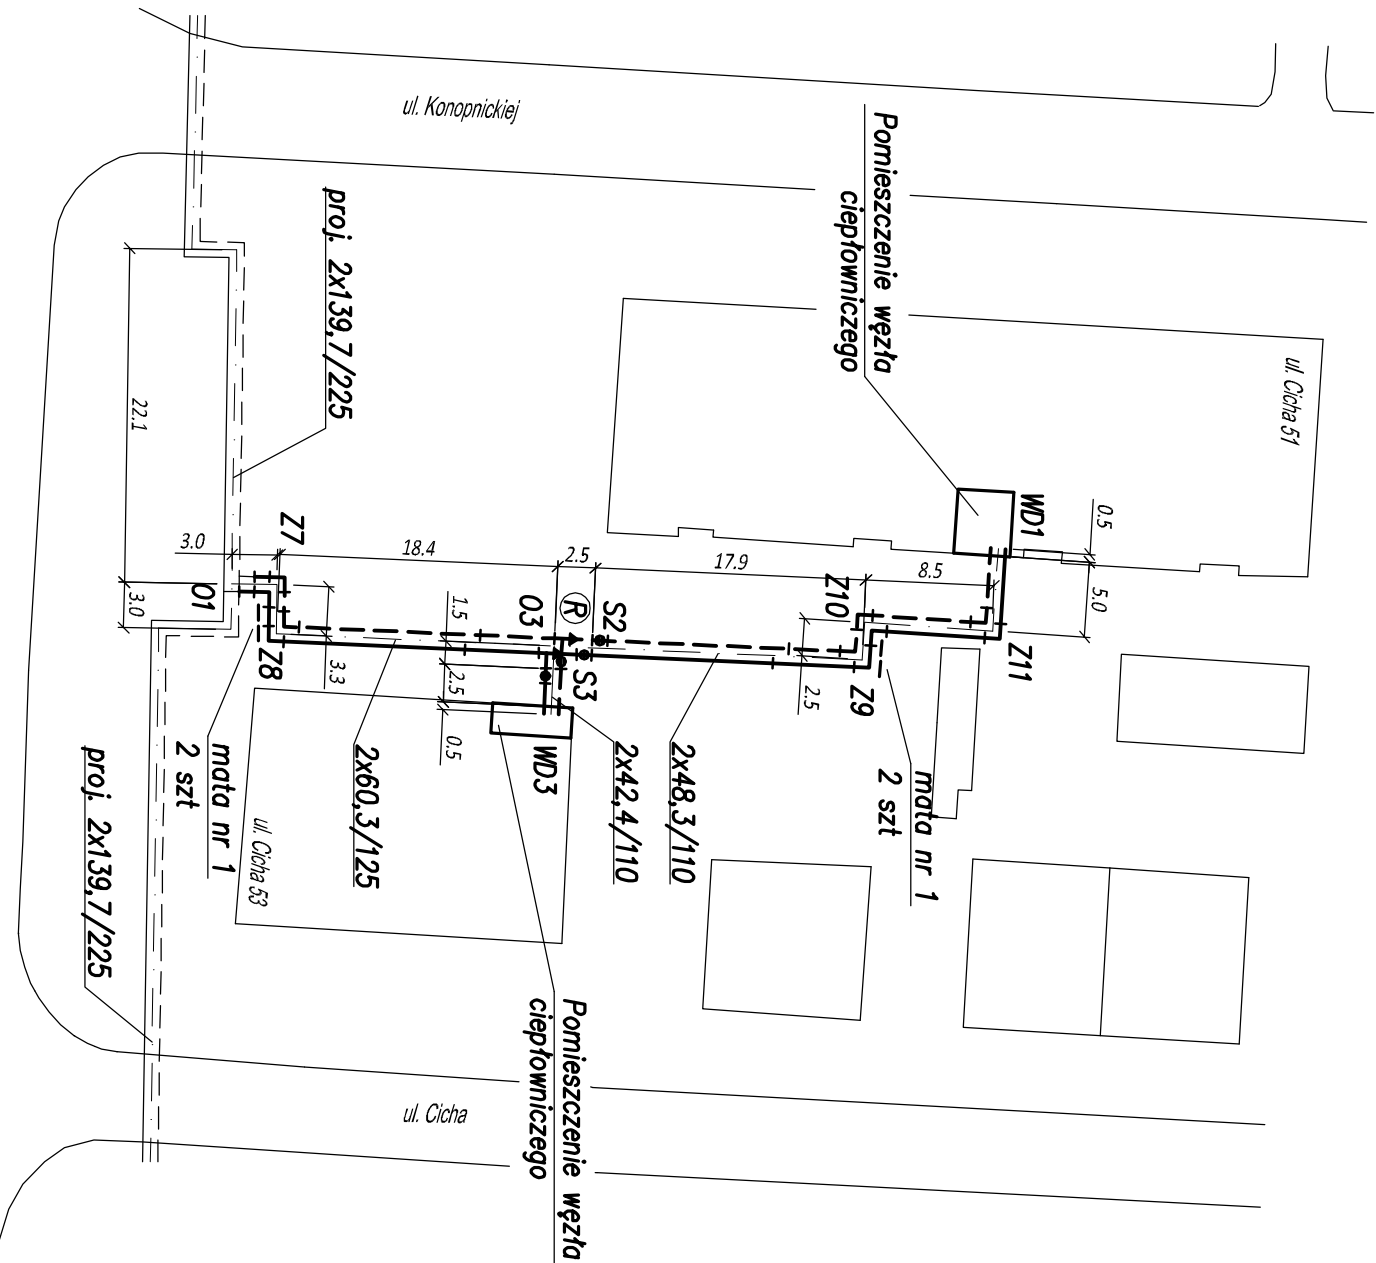 ul. Konopnickiej
Pomieszczenie węzła
ciepłowniczego
proj. 2x139,7/225
ul. Cicha 51
22.1
3.0
3.0
O1
Z7
Z8
18.4
2.5
17.9
8.5
WD1
0.5
5.0
Z10
Z11
Z9
2.5
S2
R
O3
S3
1.5
2.5
0.5
3.3
WD3
2x42,4/110
2x48,3/110
2x60,3/125
mata nr 1
2 szt
mata nr 1
2 szt
ul. Cicha 53
proj. 2x139,7/225
Pomieszczenie węzła
ciepłowniczego
ul. Cicha